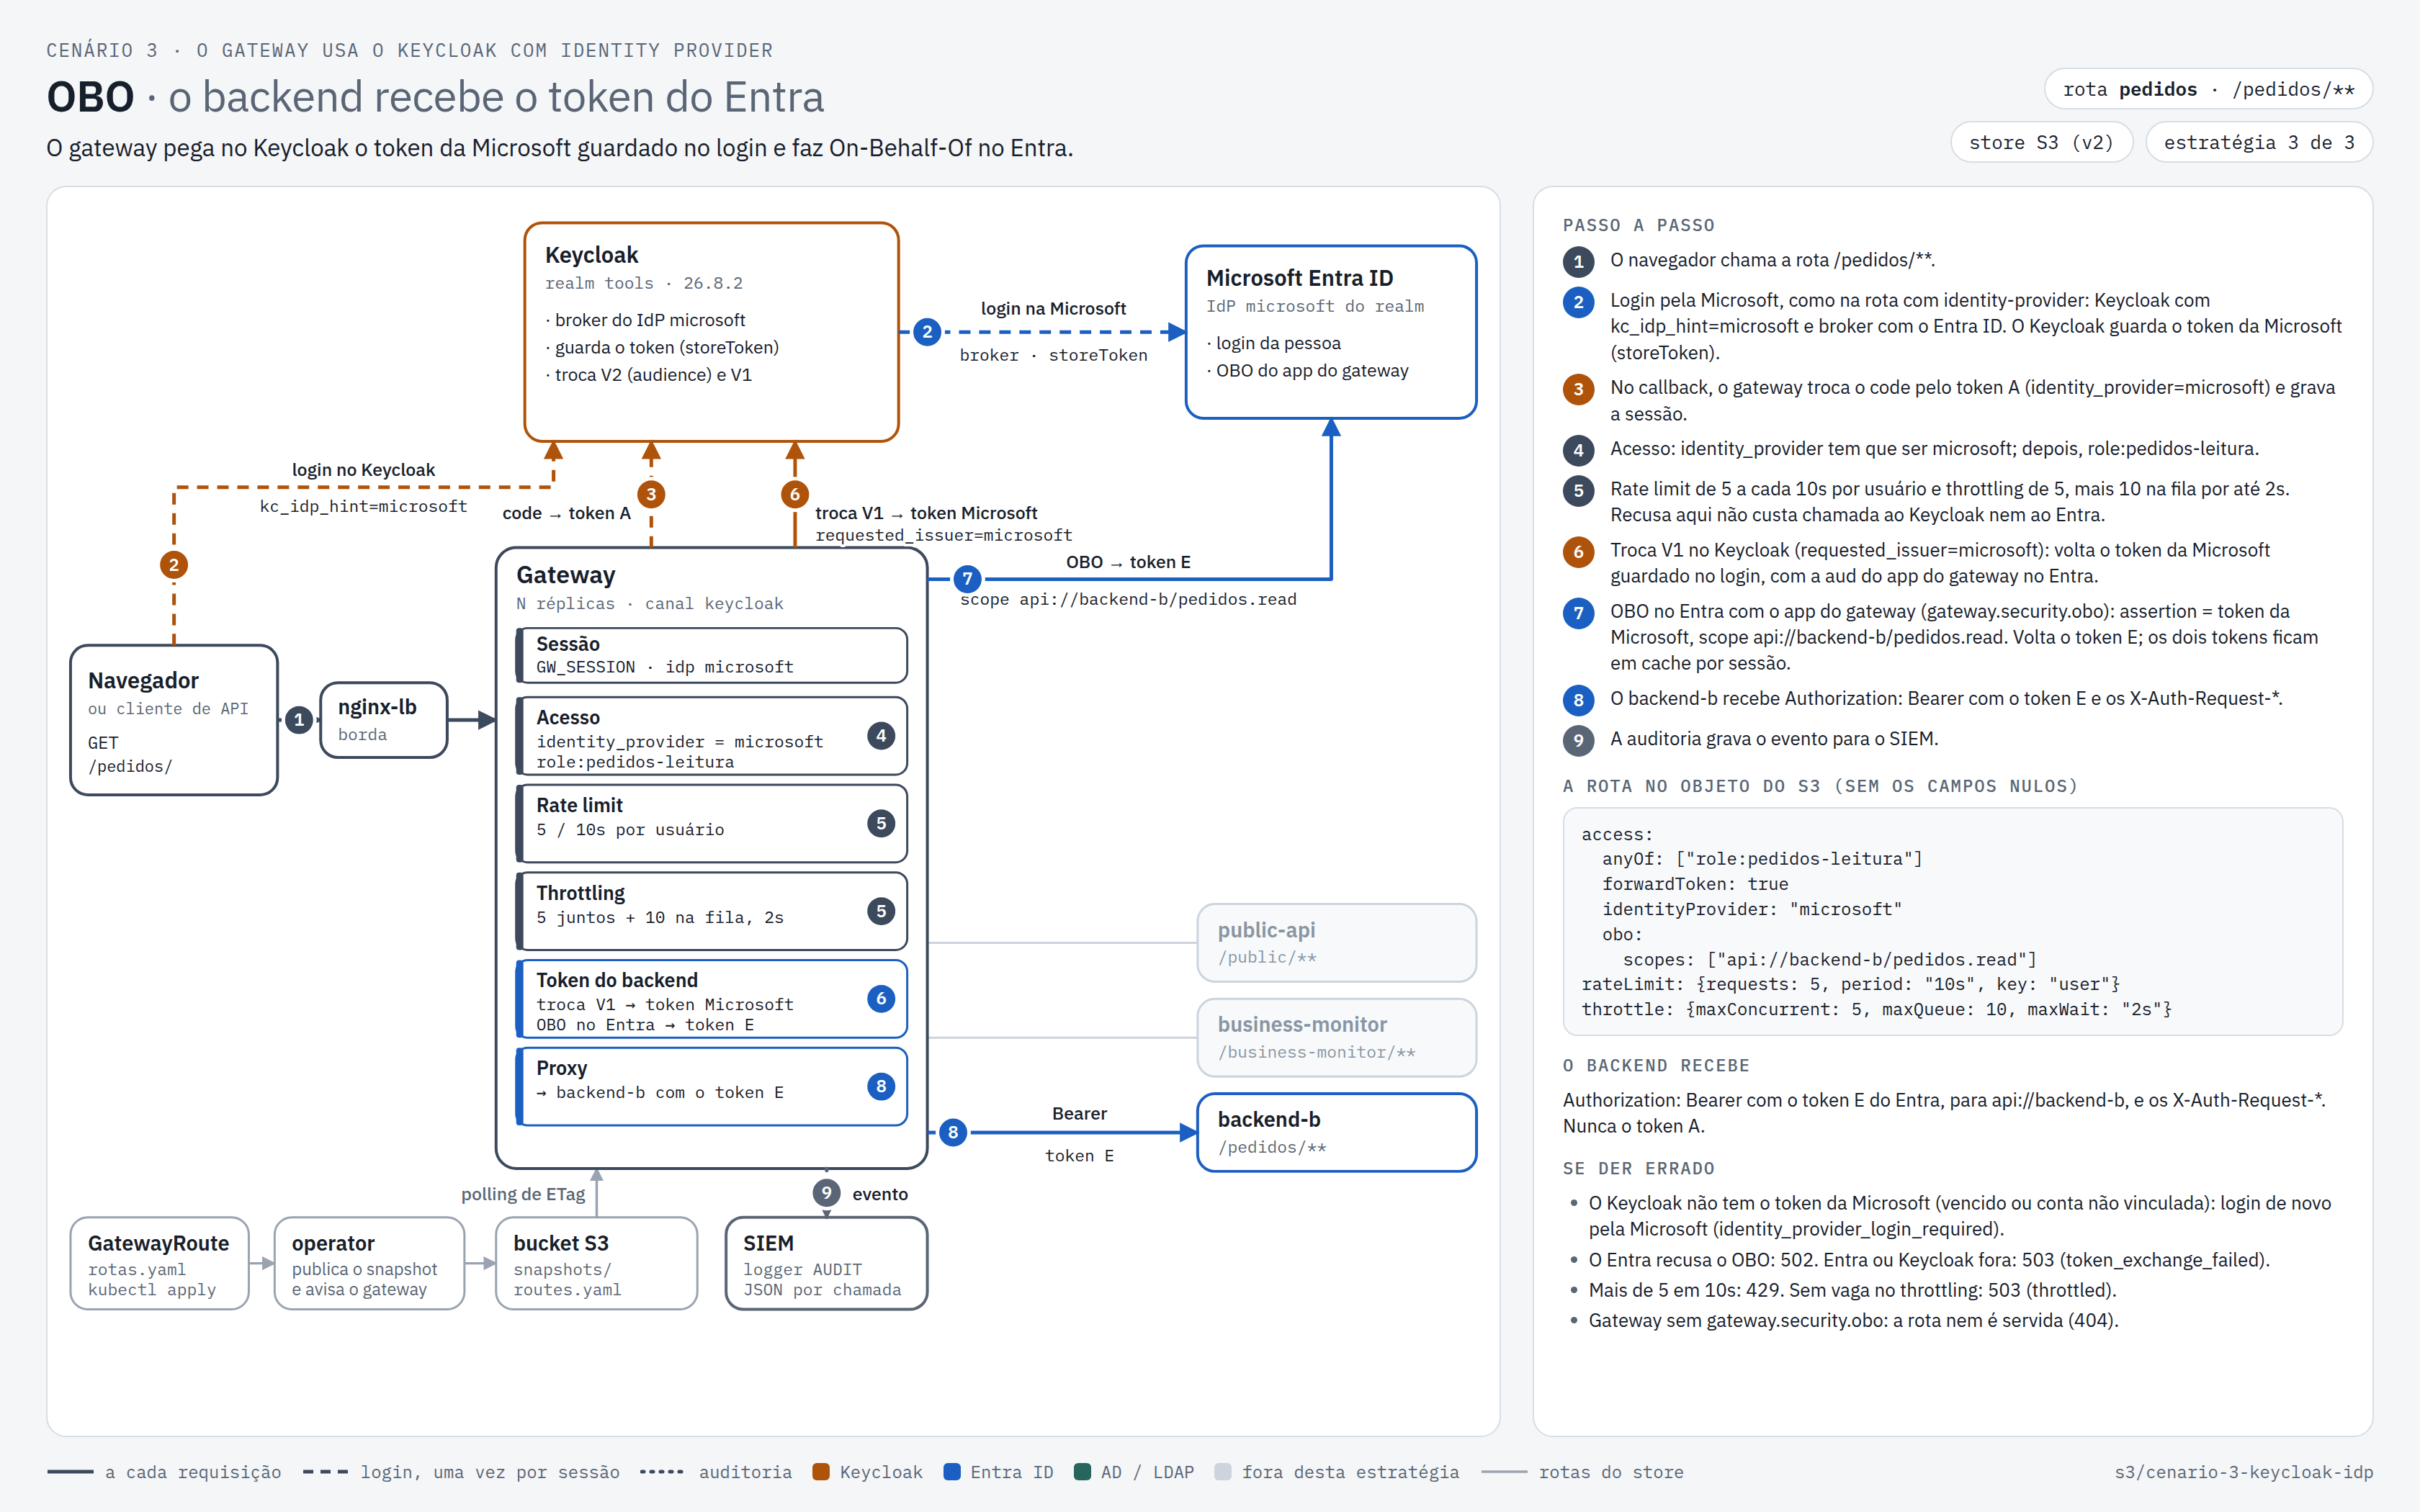 CENÁRIO 3 · O GATEWAY USA O KEYCLOAK COM IDENTITY PROVIDER
OBO · o backend recebe o token do Entra
O gateway pega no Keycloak o token da Microsoft guardado no login e faz On-Behalf-Of no Entra.
rota pedidos · /pedidos/**
store S3 (v2)
estratégia 3 de 3
Keycloak
realm tools · 26.8.2
· broker do IdP microsoft
· guarda o token (storeToken)
· troca V2 (audience) e V1
2
login na Microsoft
broker · storeToken
Microsoft Entra ID
IdP microsoft do realm
· login da pessoa
· OBO do app do gateway
login no Keycloak
kc_idp_hint=microsoft
2
3
code → token A
6
troca V1 → token Microsoft
requested_issuer=microsoft
7
OBO → token E
scope api://backend-b/pedidos.read
Navegador
ou cliente de API
GET
/pedidos/
1
nginx-lb
borda
Gateway
N réplicas · canal keycloak
Sessão
GW_SESSION · idp microsoft
Acesso
identity_provider = microsoft
role:pedidos-leitura
4
Rate limit
5 / 10s por usuário
5
Throttling
5 juntos + 10 na fila, 2s
5
Token do backend
troca V1 → token Microsoft
OBO no Entra → token E
6
Proxy
→ backend-b com o token E
8
public-api
/public/**
business-monitor
/business-monitor/**
8
Bearer
token E
backend-b
/pedidos/**
polling de ETag
9
evento
GatewayRoute
rotas.yaml
kubectl apply
operator
publica o snapshot
e avisa o gateway
bucket S3
snapshots/
routes.yaml
SIEM
logger AUDIT
JSON por chamada
PASSO A PASSO
1 O navegador chama a rota /pedidos/**.
2 Login pela Microsoft, como na rota com identity-provider: Keycloak com
kc_idp_hint=microsoft e broker com o Entra ID. O Keycloak guarda o token da Microsoft
(storeToken).
3 No callback, o gateway troca o code pelo token A (identity_provider=microsoft) e grava
a sessão.
4 Acesso: identity_provider tem que ser microsoft; depois, role:pedidos-leitura.
5 Rate limit de 5 a cada 10s por usuário e throttling de 5, mais 10 na fila por até 2s.
Recusa aqui não custa chamada ao Keycloak nem ao Entra.
6 Troca V1 no Keycloak (requested_issuer=microsoft): volta o token da Microsoft
guardado no login, com a aud do app do gateway no Entra.
7 OBO no Entra com o app do gateway (gateway.security.obo): assertion = token da
Microsoft, scope api://backend-b/pedidos.read. Volta o token E; os dois tokens ficam
em cache por sessão.
8 O backend-b recebe Authorization: Bearer com o token E e os X-Auth-Request-*.
9 A auditoria grava o evento para o SIEM.
A ROTA NO OBJETO DO S3 (SEM OS CAMPOS NULOS)
access:
anyOf: ["role:pedidos-leitura"]
forwardToken: true
identityProvider: "microsoft"
obo:
scopes: ["api://backend-b/pedidos.read"]
rateLimit: {requests: 5, period: "10s", key: "user"}
throttle: {maxConcurrent: 5, maxQueue: 10, maxWait: "2s"}
O BACKEND RECEBE
Authorization: Bearer com o token E do Entra, para api://backend-b, e os X-Auth-Request-*.
Nunca o token A.
SE DER ERRADO
• O Keycloak não tem o token da Microsoft (vencido ou conta não vinculada): login de novo
pela Microsoft (identity_provider_login_required).
• O Entra recusa o OBO: 502. Entra ou Keycloak fora: 503 (token_exchange_failed).
• Mais de 5 em 10s: 429. Sem vaga no throttling: 503 (throttled).
• Gateway sem gateway.security.obo: a rota nem é servida (404).
a cada requisição
login, uma vez por sessão
auditoria
Keycloak
Entra ID
AD / LDAP
fora desta estratégia
rotas do store
s3/cenario-3-keycloak-idp